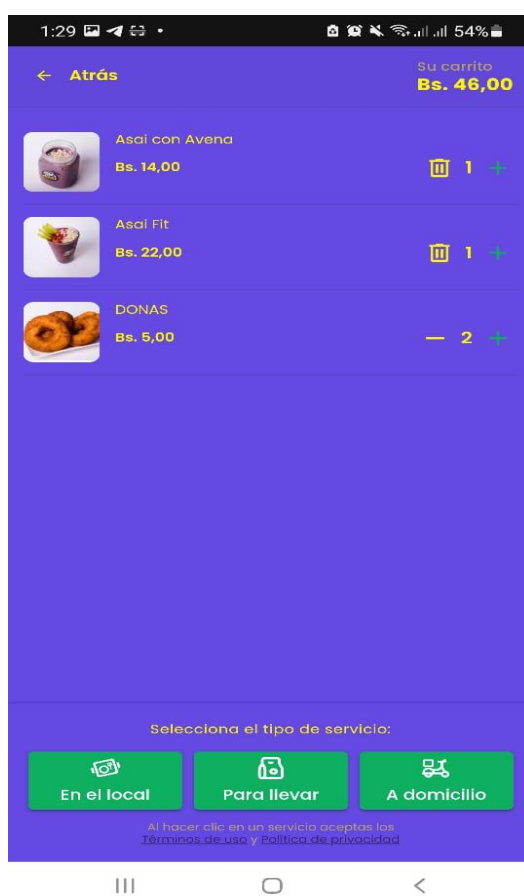 1:29
54%
← Atrás
Su carrito
Bs. 46,00
Asai con Avena
Bs. 14,00
1 +
Asai Fit
Bs. 22,00
1 +
DONAS
Bs. 5,00
— 2 +
Selecciona el tipo de servicio:
En el local
Para llevar
A domicilio
Al hacer clic en un servicio aceptas los
Términos de uso y Política de privacidad